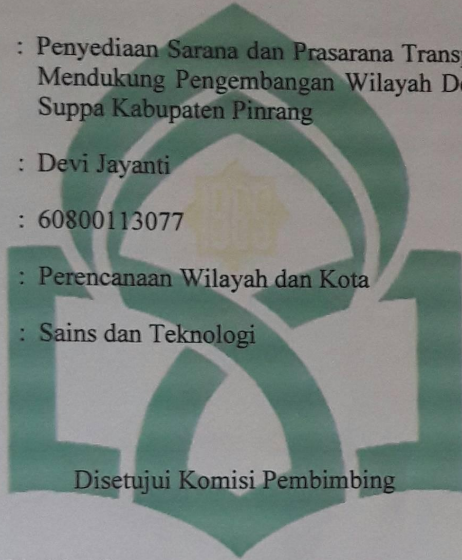 : Penyediaan Sarana dan Prasarana
Mendukung Pengembangan Wilayah
Suppa Kabupaten Pinrang
: Devi Jayanti
: 60800113077
: Perencanaan Wilayah dan Kota
: Sains dan Teknologi
Disetujui Komisi Pembimbing